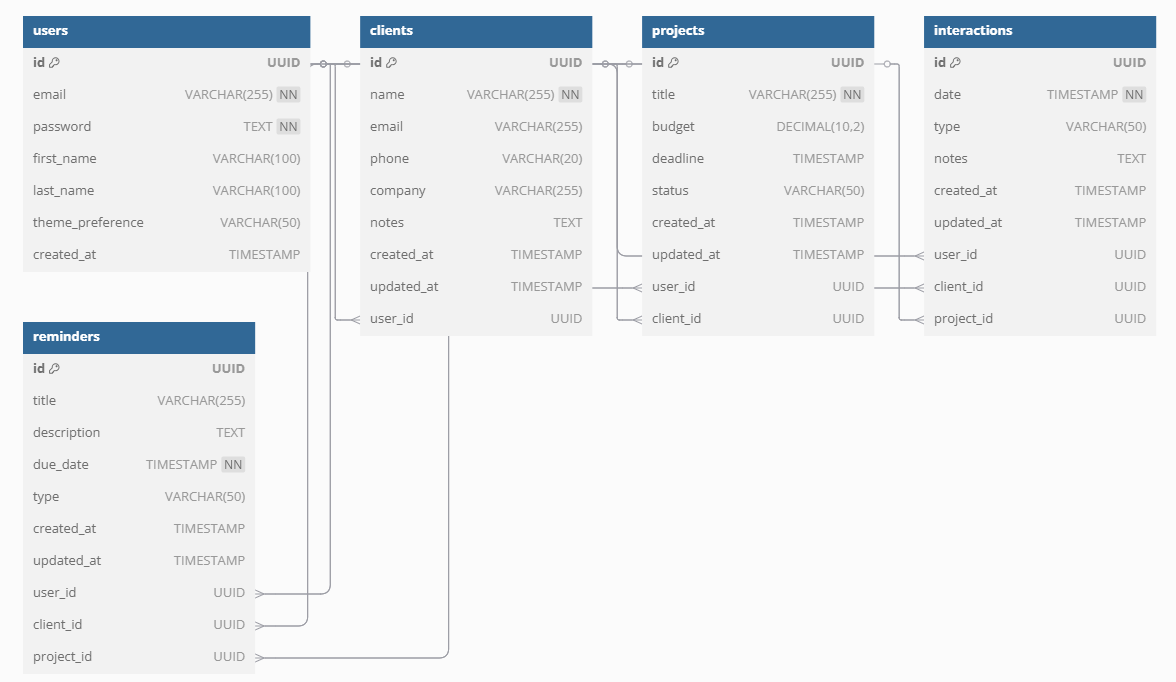 users
id UUID
email VARCHAR(255) NN
password TEXT NN
first_name VARCHAR(100)
last_name VARCHAR(100)
theme_preference VARCHAR(50)
created_at TIMESTAMP
clients
id UUID
name VARCHAR(255) NN
email VARCHAR(255)
phone VARCHAR(20)
company VARCHAR(255)
notes TEXT
created_at TIMESTAMP
updated_at TIMESTAMP
user_id UUID
projects
id UUID
title VARCHAR(255) NN
budget DECIMAL(10,2)
deadline TIMESTAMP
status VARCHAR(50)
created_at TIMESTAMP
updated_at TIMESTAMP
user_id UUID
client_id UUID
interactions
id UUID
date TIMESTAMP NN
type VARCHAR(50)
notes TEXT
created_at TIMESTAMP
updated_at TIMESTAMP
user_id UUID
client_id UUID
project_id UUID
reminders
id UUID
title VARCHAR(255)
description TEXT
due_date TIMESTAMP NN
type VARCHAR(50)
created_at TIMESTAMP
updated_at TIMESTAMP
user_id UUID
client_id UUID
project_id UUID